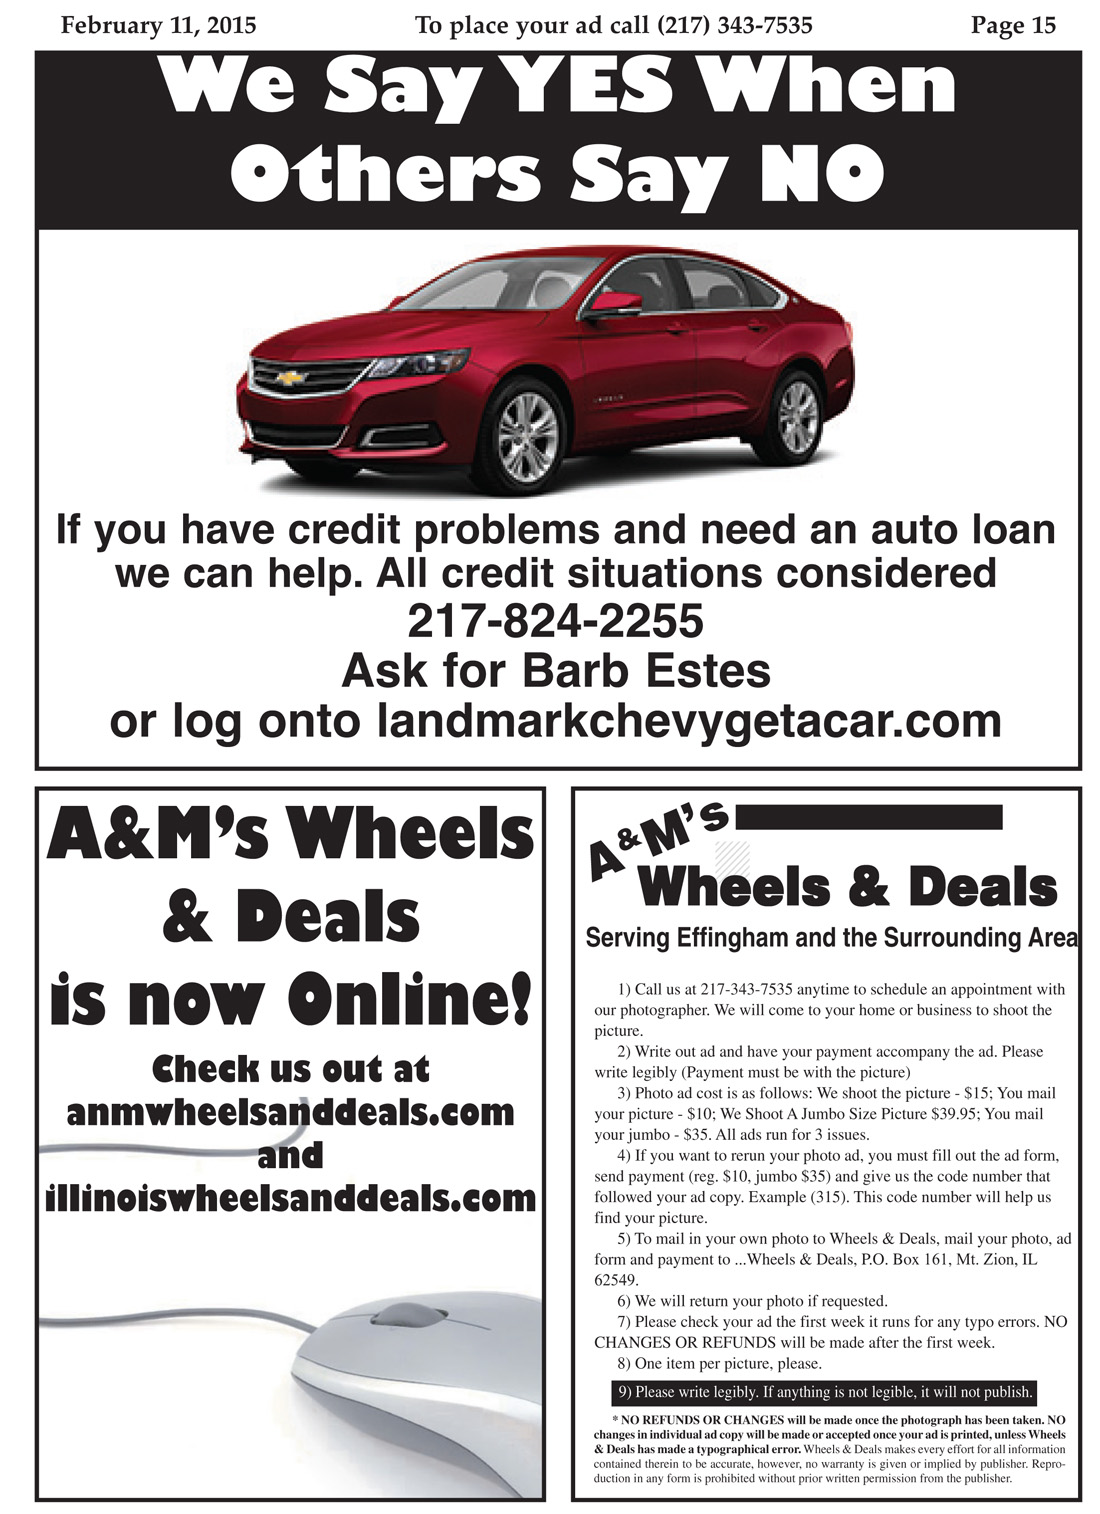 February 11, 2015 To place your ad call (217) 343-7535 Page 15
We Say YES When
Others Say NO
If you have credit problems and need an auto loan
we can help. All credit situations considered
217-824-2255
Ask for Barb Estes
or log onto landmarkchevygetacar.com
A&M's Wheels
& Deals
is now Online!
Check us out at
anmwheelsanddeals.com
and
illinoiswheelsanddeals.com
A&M's
Wheels & Deals
Serving Effingham and the Surrounding Area
1) Call us at 217-343-7535 anytime to schedule an appointment with
our photographer. We will come to your home or business to shoot the
picture.
2) Write out ad and have your payment accompany the ad. Please
write legibly (Payment must be with the picture)
3) Photo ad cost is as follows: We shoot the picture - $15; You mail
your picture - $10; We Shoot A Jumbo Size Picture $39.95; You mail
your jumbo - $35. All ads run for 3 issues.
4) If you want to rerun your photo ad, you must fill out the ad form,
send payment (reg. $10, jumbo $35) and give us the code number that
followed your ad copy. Example (315). This code number will help us
find your picture.
5) To mail in your own photo to Wheels & Deals, mail your photo, ad
form and payment to ...Wheels & Deals, P.O. Box 161, Mt. Zion, IL
62549.
6) We will return your photo if requested.
7) Please check your ad the first week it runs for any typo errors. NO
CHANGES OR REFUNDS will be made after the first week.
8) One item per picture, please.
9) Please write legibly. If anything is not legible, it will not publish.
* NO REFUNDS OR CHANGES will be made once the photograph has been taken. NO
changes in individual ad copy will be made or accepted once your ad is printed, unless Wheels
& Deals has made a typographical error. Wheels & Deals makes every effort for all information
contained therein to be accurate, however, no warranty is given or implied by publisher. Repro-
duction in any form is prohibited without prior written permission from the publisher.